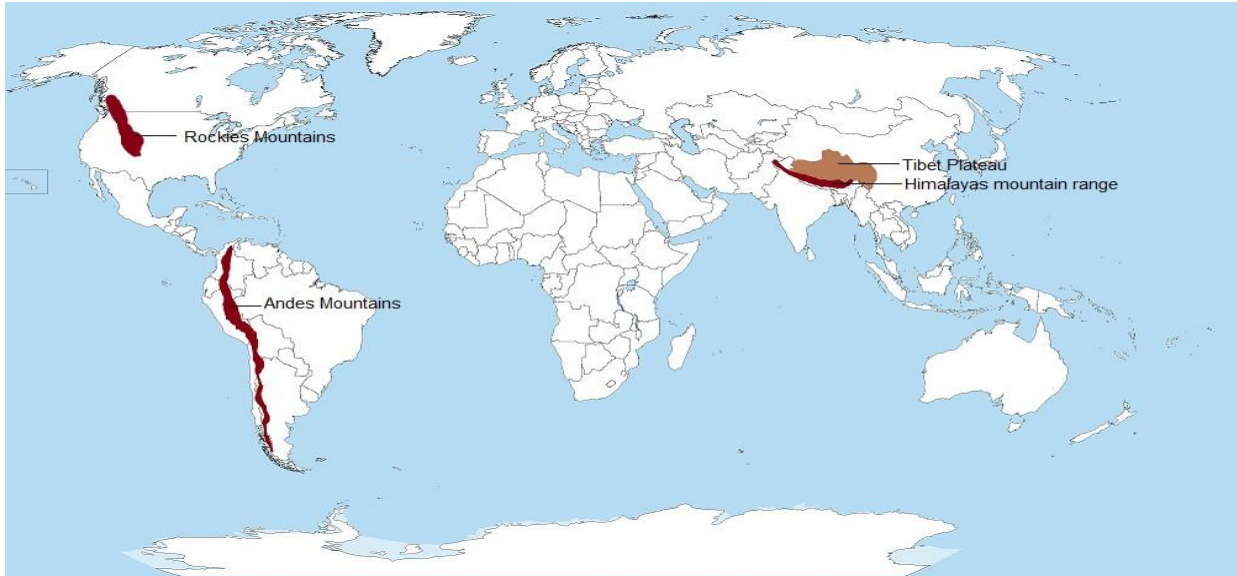 Rockies Mountains
Tibet Plateau
Himalayas mountain range
Andes Mountains